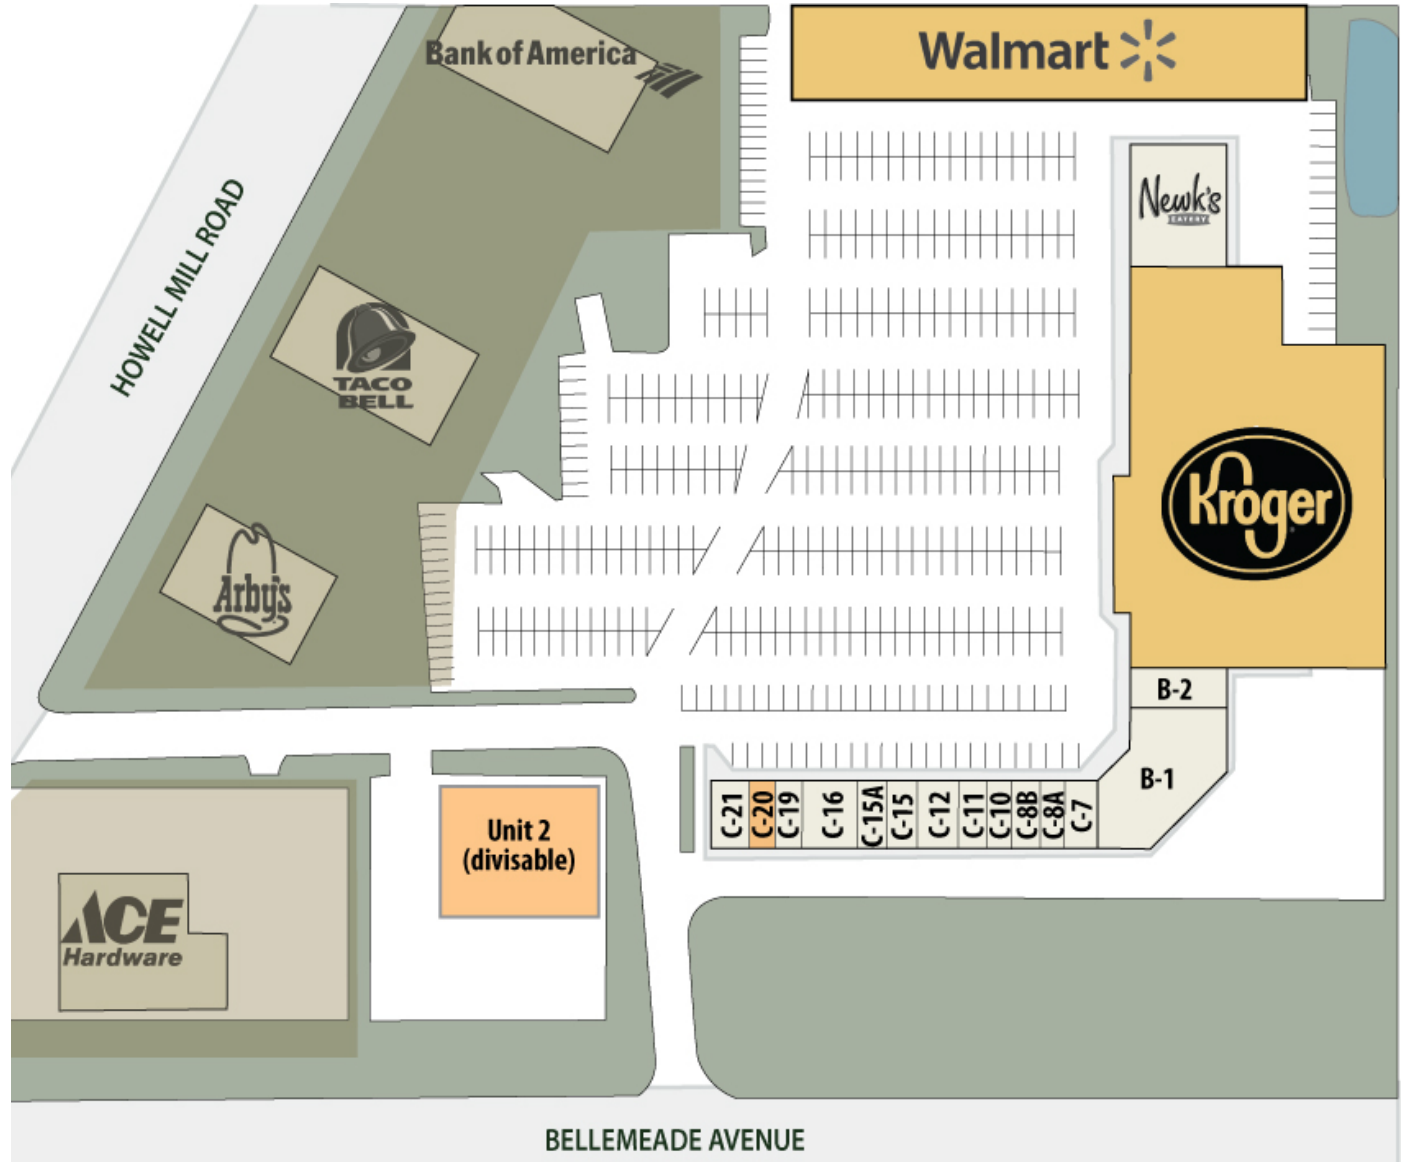 Bank of America
Walmart
HOWELL MILL ROAD
Newk's
EATERY
TACO
BELL
Kroger
Arby's
B-2
B-1
C-21
C-20
C-19
C-16
C-15A
C-15
C-12
C-11
C-10
C-8B
C-8A
C-7
Unit 2
(divisable)
ACE
Hardware
BELLEMEADE AVENUE